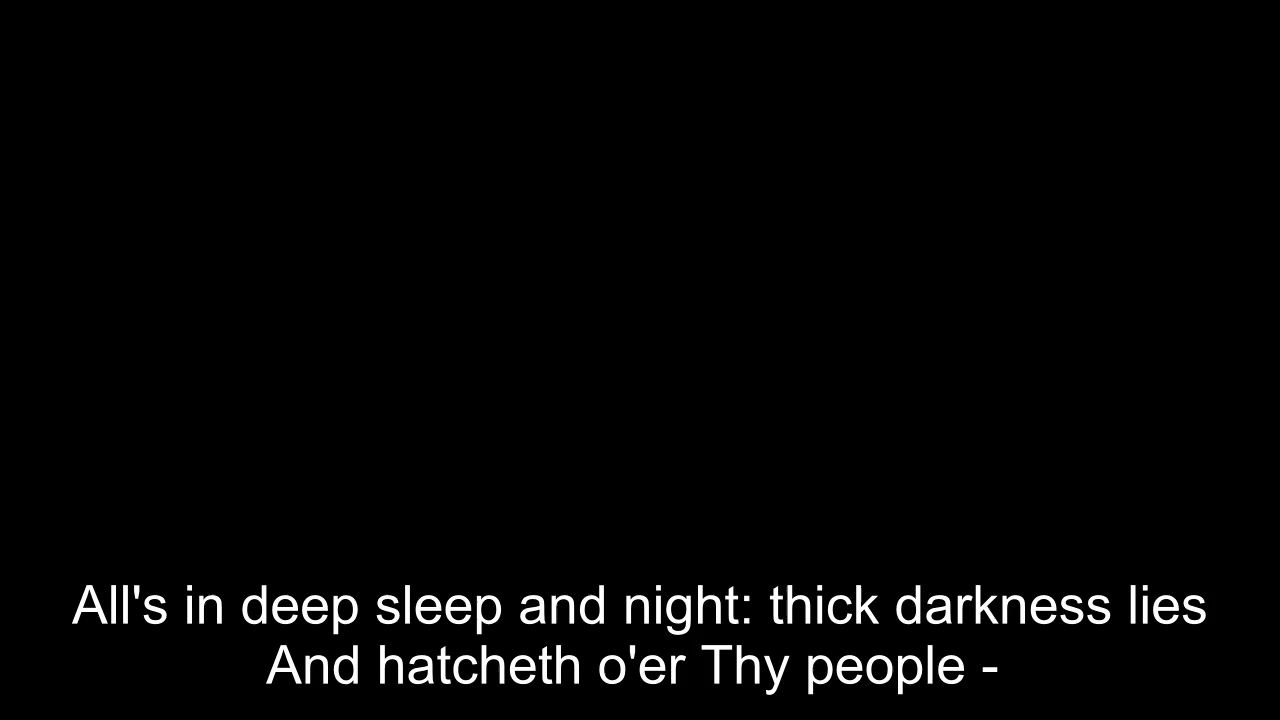 All's in deep sleep and night: thick darkness lies
And hatcheth o'er Thy people -